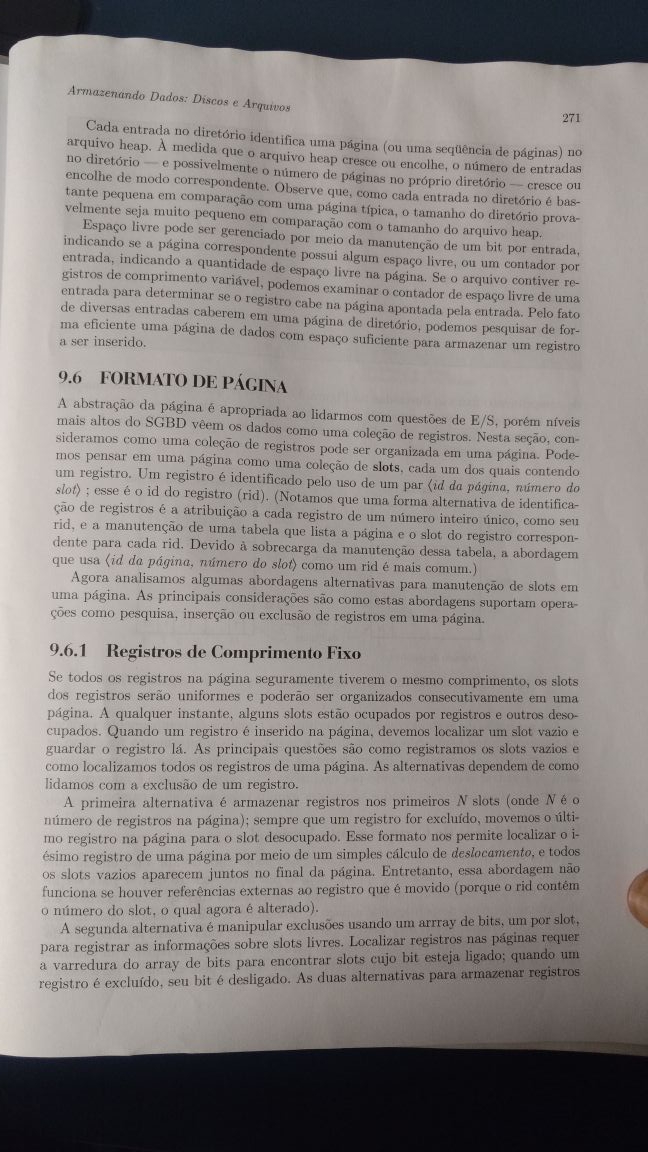 Armazenando Dados: Discos e Arquivos
271
Cada entrada no diretório identifica uma página (ou uma seqüência de páginas) no
arquivo heap. À medida que o arquivo heap cresce ou encolhe, o número de entradas
no diretório — e possivelmente o número de páginas no próprio diretório — cresce ou
encolhe de modo correspondente. Observe que, como cada entrada no diretório é bas-
tante pequena em comparação com uma página típica, o tamanho do diretório prova-
velmente seja muito pequeno em comparação com o tamanho do arquivo heap.
Espaço livre pode ser gerenciado por meio da manutenção de um bit por entrada,
indicando se a página correspondente possui algum espaço livre, ou um contador por
entrada, indicando a quantidade de espaço livre na página. Se o arquivo contiver re-
gistros de comprimento variável, podemos examinar o contador de espaço livre de uma
entrada para determinar se o registro cabe na página apontada pela entrada. Pelo fato
de diversas entradas caberem em uma página de diretório, podemos pesquisar de for-
ma eficiente uma página de dados com espaço suficiente para armazenar um registro
a ser inserido.
9.6 FORMATO DE PÁGINA
A abstração da página é apropriada ao lidarmos com questões de E/S, porém níveis
mais altos do SGBD vêem os dados como uma coleção de registros. Nesta seção, con-
sideramos como uma coleção de registros pode ser organizada em uma página. Pode-
mos pensar em uma página como uma coleção de slots, cada um dos quais contendo
um registro. Um registro é identificado pelo uso de um par ⟨id da página, número do
slot⟩ ; esse é o id do registro (rid). (Notamos que uma forma alternativa de identifica-
ção de registros é a atribuição a cada registro de um número inteiro único, como seu
rid, e a manutenção de uma tabela que lista a página e o slot do registro correspon-
dente para cada rid. Devido à sobrecarga da manutenção dessa tabela, a abordagem
que usa ⟨id da página, número do slot⟩ como um rid é mais comum.)
Agora analisamos algumas abordagens alternativas para manutenção de slots em
uma página. As principais considerações são como estas abordagens suportam opera-
ções como pesquisa, inserção ou exclusão de registros em uma página.
9.6.1 Registros de Comprimento Fixo
Se todos os registros na página seguramente tiverem o mesmo comprimento, os slots
dos registros serão uniformes e poderão ser organizados consecutivamente em uma
página. A qualquer instante, alguns slots estão ocupados por registros e outros deso-
cupados. Quando um registro é inserido na página, devemos localizar um slot vazio e
guardar o registro lá. As principais questões são como registramos os slots vazios e
como localizamos todos os registros de uma página. As alternativas dependem de como
lidamos com a exclusão de um registro.
A primeira alternativa é armazenar registros nos primeiros N slots (onde N é o
número de registros na página); sempre que um registro for excluído, movemos o últi-
mo registro na página para o slot desocupado. Esse formato nos permite localizar o i-
ésimo registro de uma página por meio de um simples cálculo de deslocamento, e todos
os slots vazios aparecem juntos no final da página. Entretanto, essa abordagem não
funciona se houver referências externas ao registro que é movido (porque o rid contém
o número do slot, o qual agora é alterado).
A segunda alternativa é manipular exclusões usando um arrray de bits, um por slot,
para registrar as informações sobre slots livres. Localizar registros nas páginas requer
a varredura do array de bits para encontrar slots cujo bit esteja ligado; quando um
registro é excluído, seu bit é desligado. As duas alternativas para armazenar registros